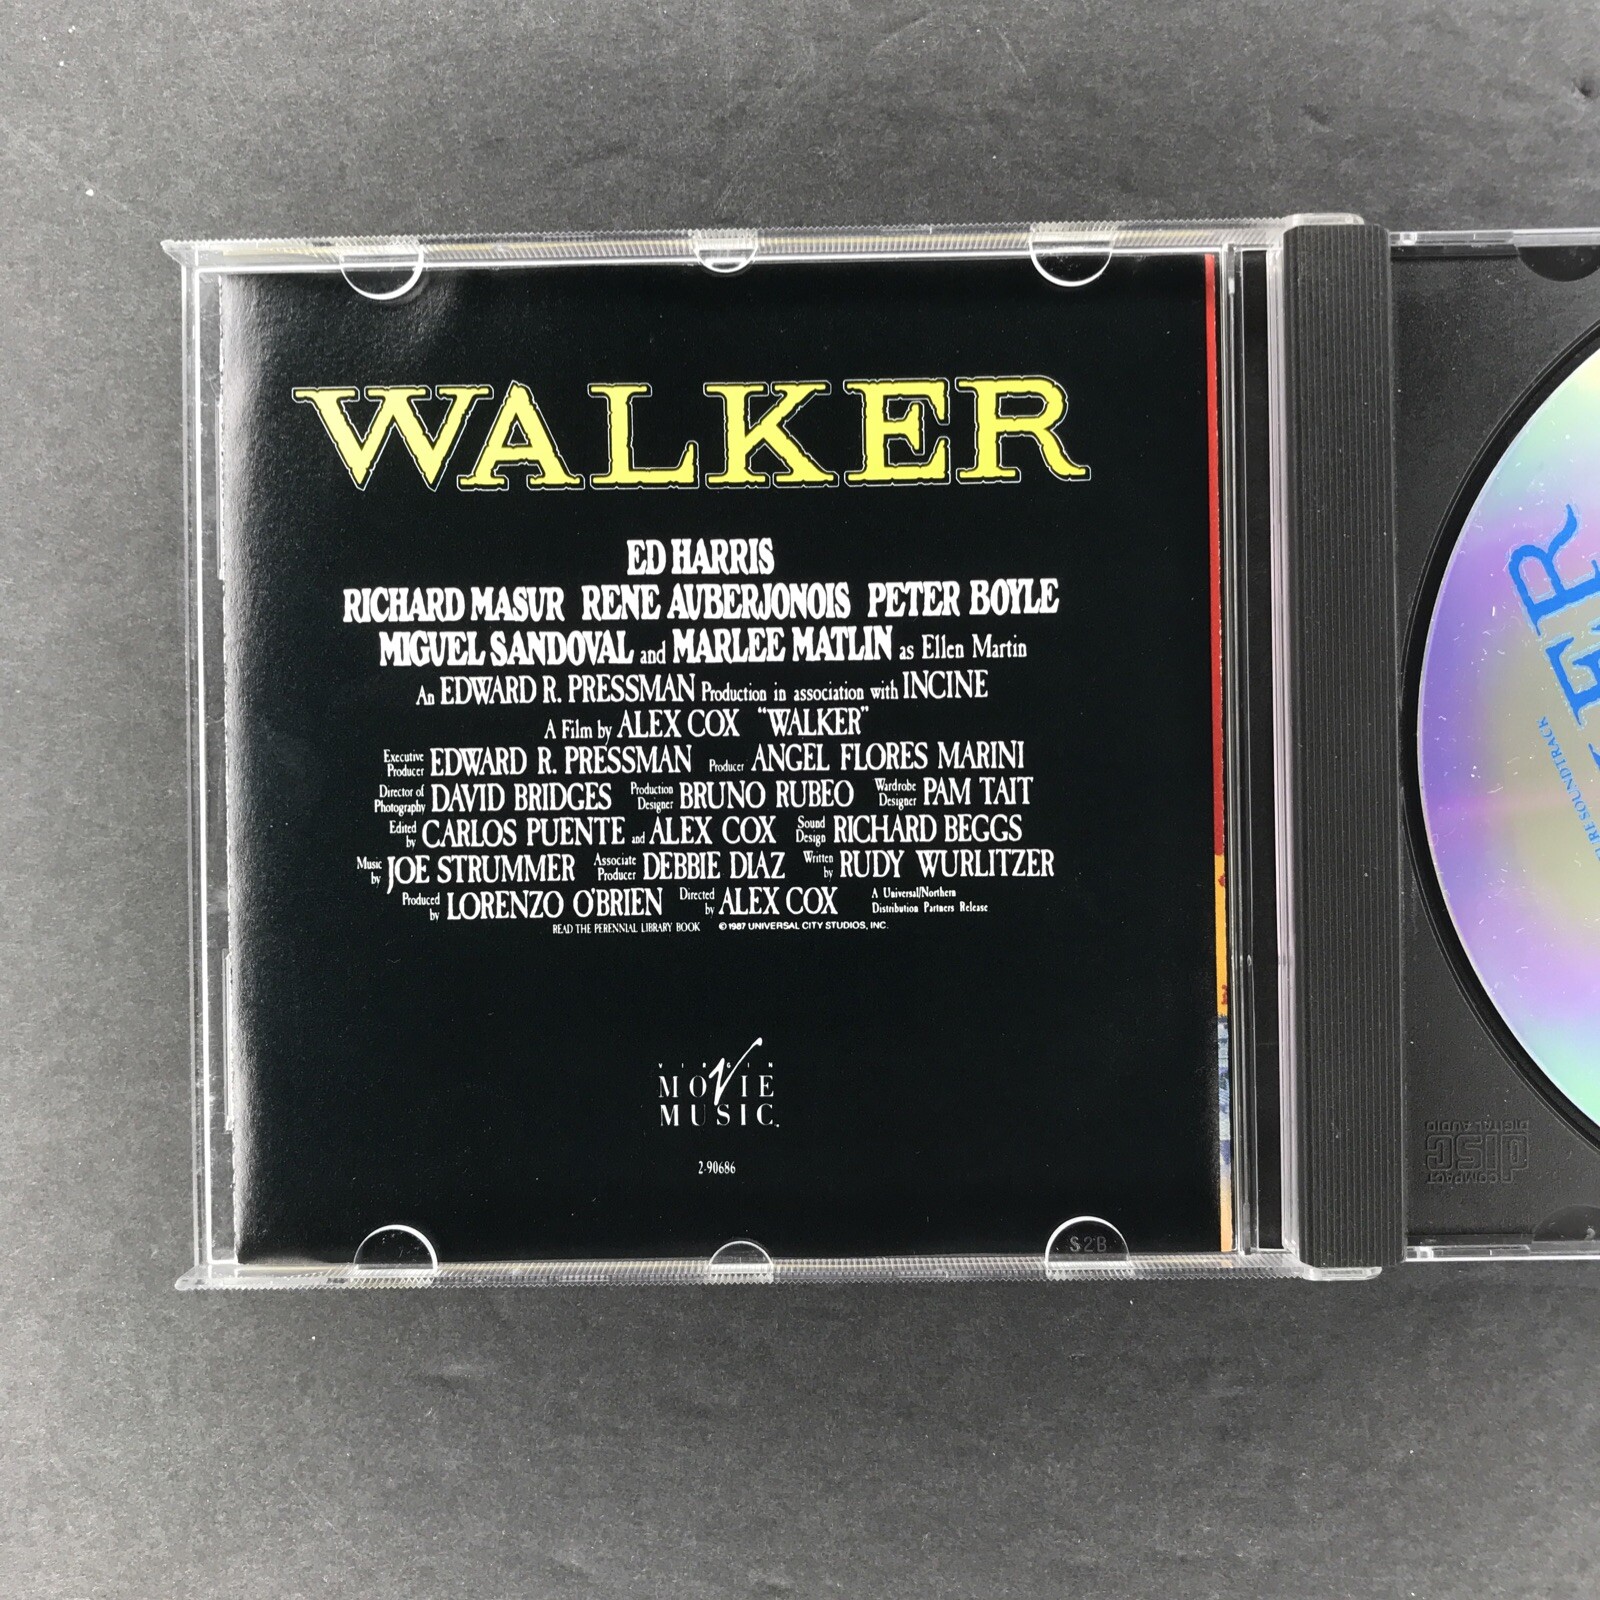 WALKER
ED HARRIS
RICHARD MASUR RENE AUBERJONOIS PETER BOYLE
MIGUEL SANDOVAL and MARLEE MATLIN as Ellen Martin
An EDWARD R. PRESSMAN Production in association with INCINE
A Film by ALEX COX "WALKER"
Executive Producer EDWARD R. PRESSMAN Producer ANGEL FLORES MARINI
Director of Photography DAVID BRIDGES Production Designer BRUNO RUBEO Wardrobe Designer PAM TAIT
Edited by CARLOS PUENTE and ALEX COX Sound Design RICHARD BEGGS
Music by JOE STRUMMER Associate Producer DEBBIE DIAZ Written by RUDY WURLITZER
Produced by LORENZO O'BRIEN Directed by ALEX COX A Universal/Northern Distribution Partners Release
READ THE PERENNIAL LIBRARY BOOK © 1987 UNIVERSAL CITY STUDIOS, INC.
VIRGIN
MOVIE
MUSIC.
2-90686
S2B
COMPACT
disc
DIGITAL AUDIO